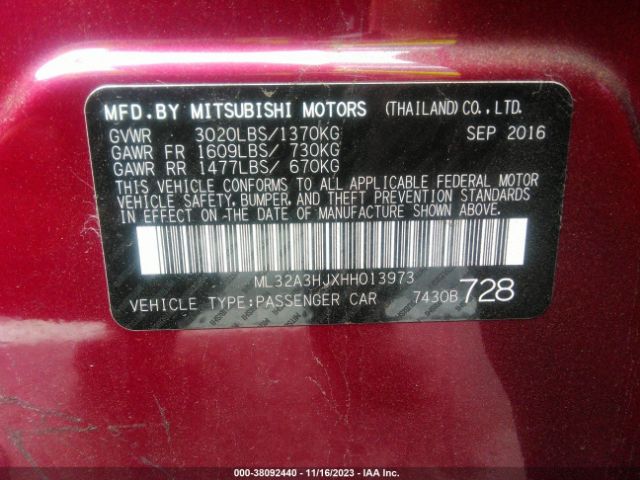 MFD.BY MITSUBISHI MOTORS (THAILAND)CO.,LTD.
GVWR 3020LBS/1370KG SEP 2016
GAWR FR 1609LBS/ 730KG
GAWR RR 1477LBS/ 670KG
THIS VEHICLE CONFORMS TO ALL APPLICABLE FEDERAL MOTOR
VEHICLE SAFETY, BUMPER, AND THEFT PREVENTION STANDARDS
IN EFFECT ON THE DATE OF MANUFACTURE SHOWN ABOVE.
ML32A3HJXHH013973
VEHICLE TYPE:PASSENGER CAR 7430B 728
000-38092440 - 11/16/2023 - IAA Inc.